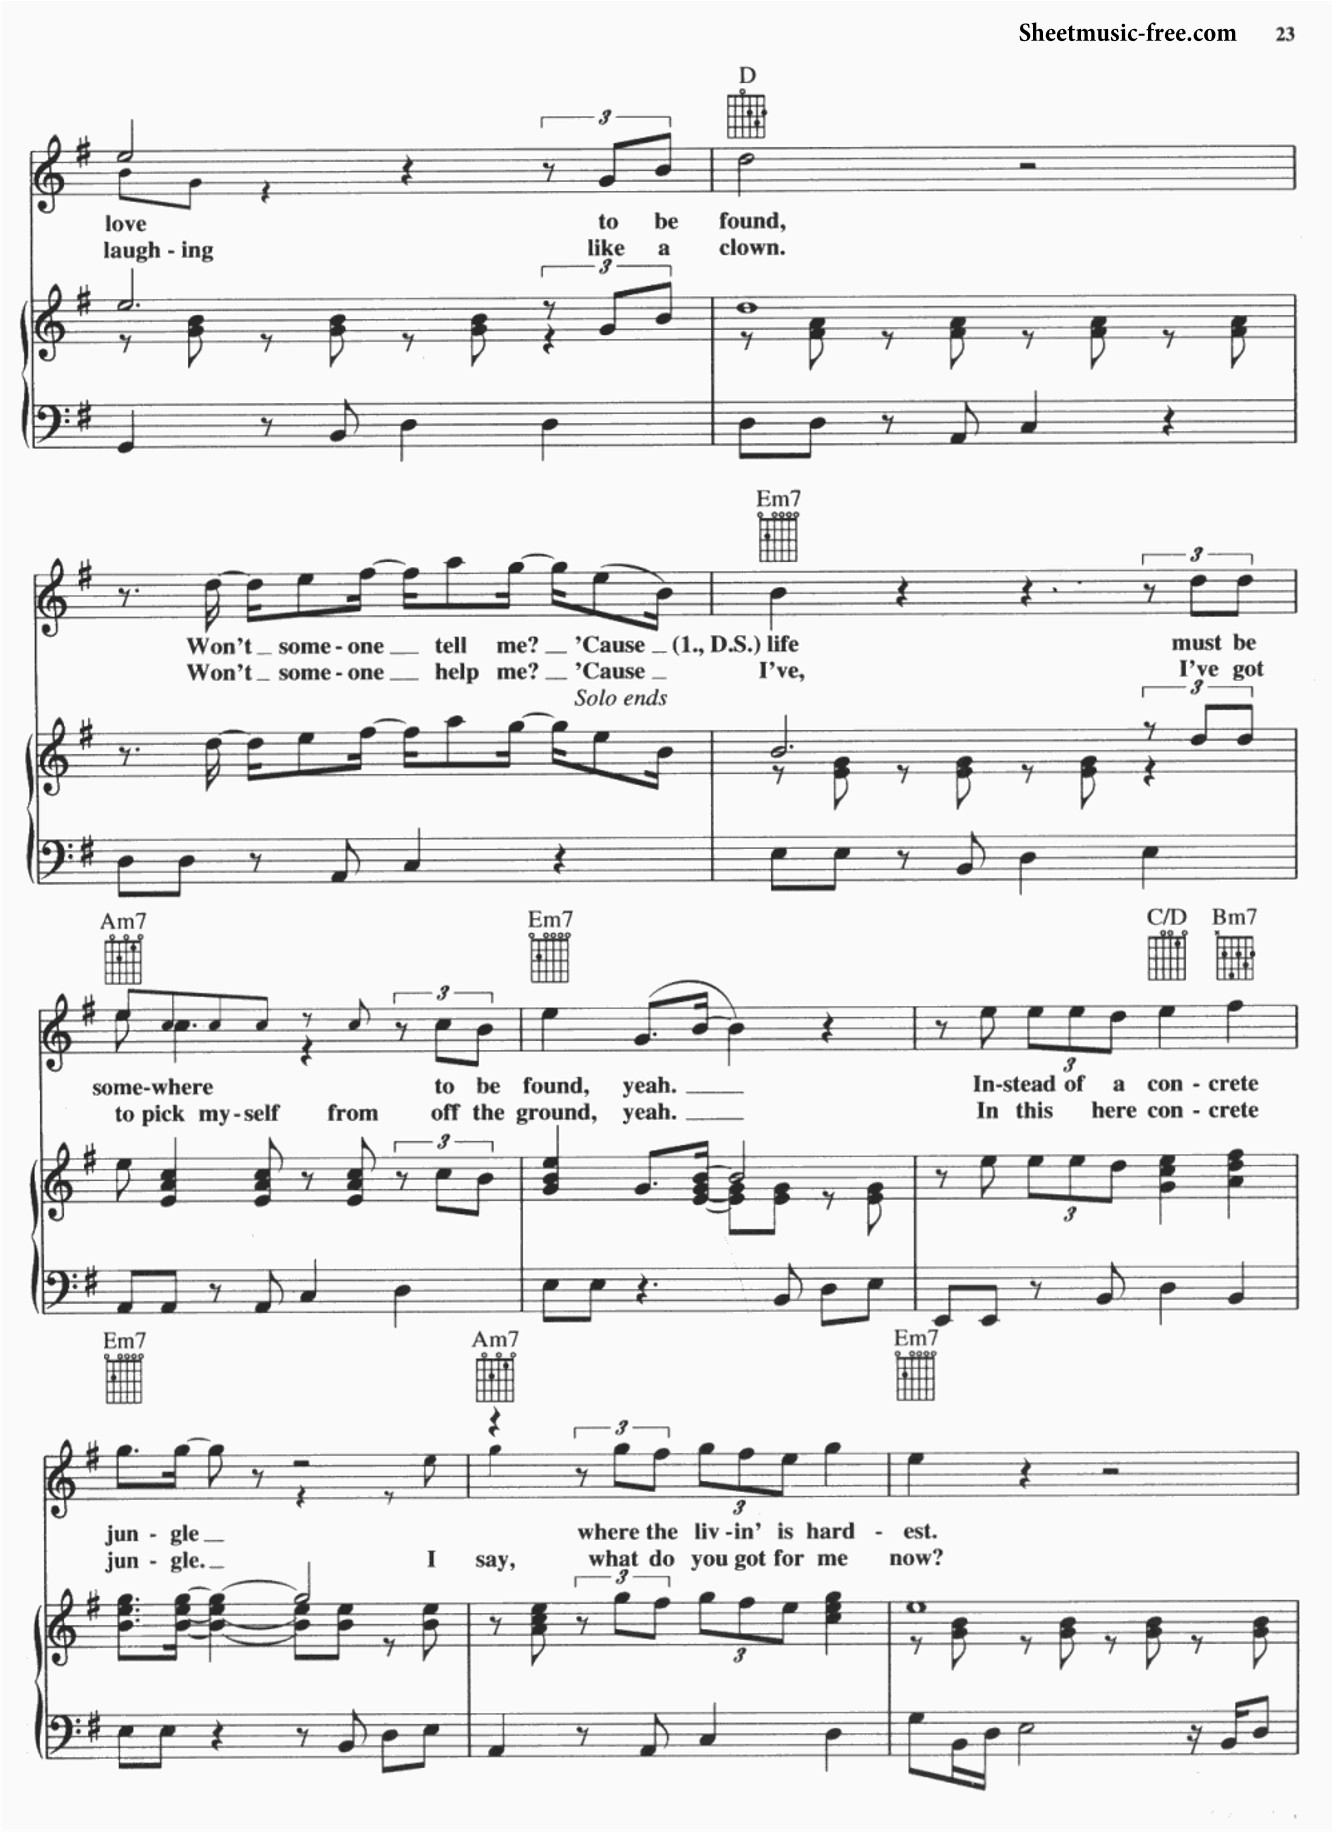 Sheetmusic-free.com 23
D
3
love to be found,
laugh - ing like a clown.
3
Em7
3
Won't some - one tell me? 'Cause (1., D.S.) life must be
Won't some - one help me? 'Cause I've, I've got
Solo ends 3
Am7 Em7 C/D Bm7
3
3
some-where to be found, yeah. In-stead of a con - crete
to pick my - self from off the ground, yeah. In this here con - crete
3
3
Em7 Am7 Em7
3
3
jun - gle where the liv - in' is hard - est.
jun - gle. I say, what do you got for me now?
3
3